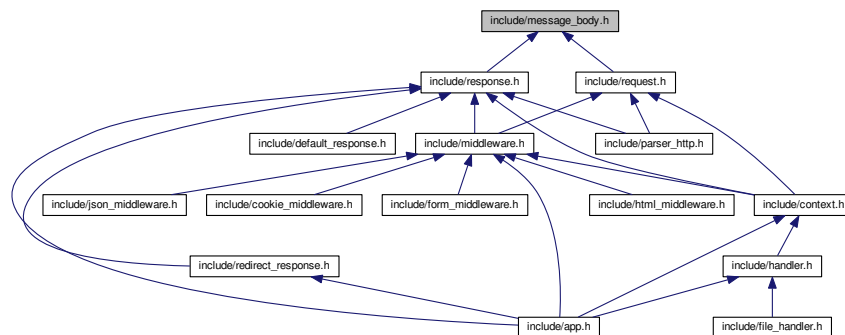 include/message_body.h
include/response.h
include/request.h
include/default_response.h
include/middleware.h
include/parser_http.h
include/json_middleware.h
include/cookie_middleware.h
include/form_middleware.h
include/html_middleware.h
include/context.h
include/redirect_response.h
include/handler.h
include/app.h
include/file_handler.h